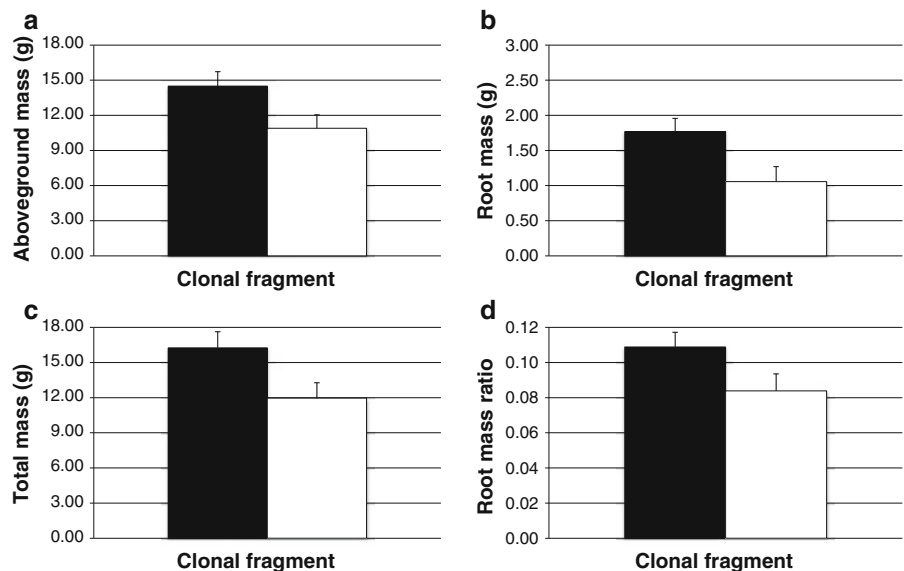 a
Aboveground mass (g)
18.00
15.00
12.00
9.00
6.00
3.00
0.00
Clonal fragment
b
Root mass (g)
3.00
2.50
2.00
1.50
1.00
0.50
0.00
Clonal fragment
c
Total mass (g)
18.00
15.00
12.00
9.00
6.00
3.00
0.00
Clonal fragment
d
Root mass ratio
0.12
0.10
0.08
0.06
0.04
0.02
0.00
Clonal fragment